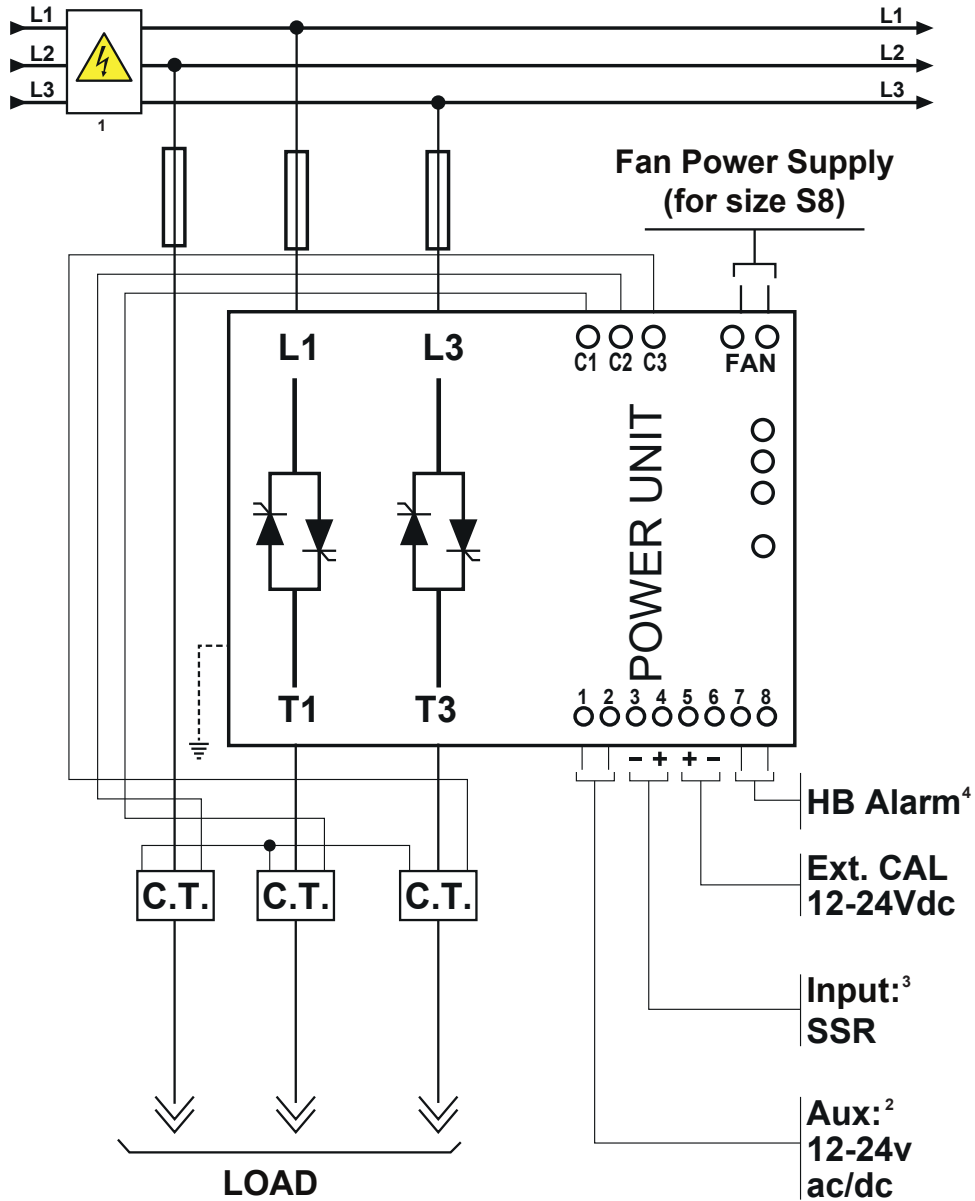 L1 L1
L2 L2
L3 L3
1
Fan Power Supply
(for size S8)
L1 L3
C1 C2 C3 FAN
POWER UNIT
T1 T3
1 2 3 4 5 6 7 8
- + + -
HB Alarm⁴
Ext. CAL
12-24Vdc
C.T. C.T. C.T.
Input:³
SSR
Aux:²
12-24v
ac/dc
LOAD